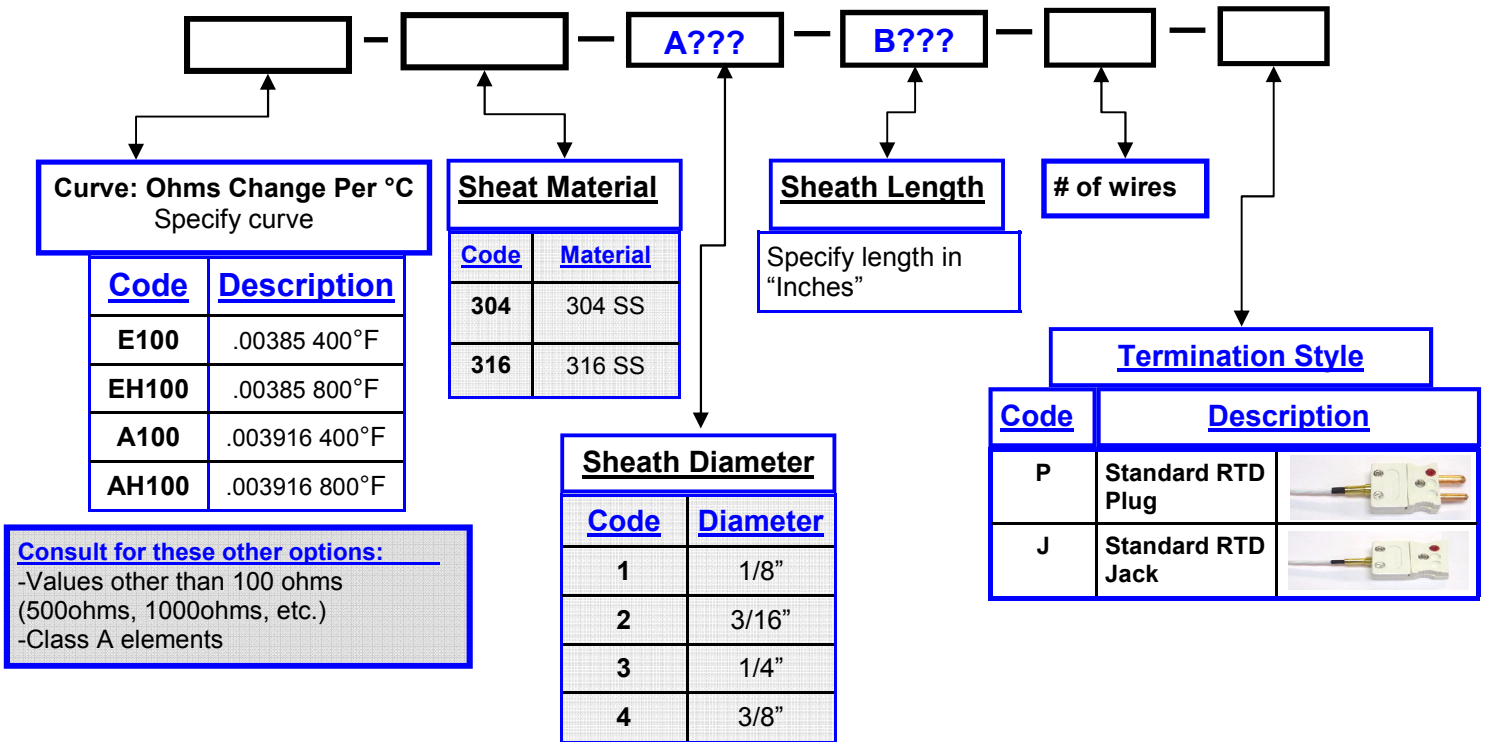 A???
B???
Curve: Ohms Change Per °C
Specify curve
Code Description
E100 .00385 400°F
EH100 .00385 800°F
A100 .003916 400°F
AH100 .003916 800°F
Consult for these other options:
-Values other than 100 ohms
(500ohms, 1000ohms, etc.)
-Class A elements
Sheat Material
Code Material
304 304 SS
316 316 SS
Sheath Diameter
Code Diameter
1 1/8”
2 3/16”
3 1/4”
4 3/8”
Sheath Length
Specify length in
“Inches”
# of wires
Termination Style
Code Description
P Standard RTD
Plug
J Standard RTD
Jack